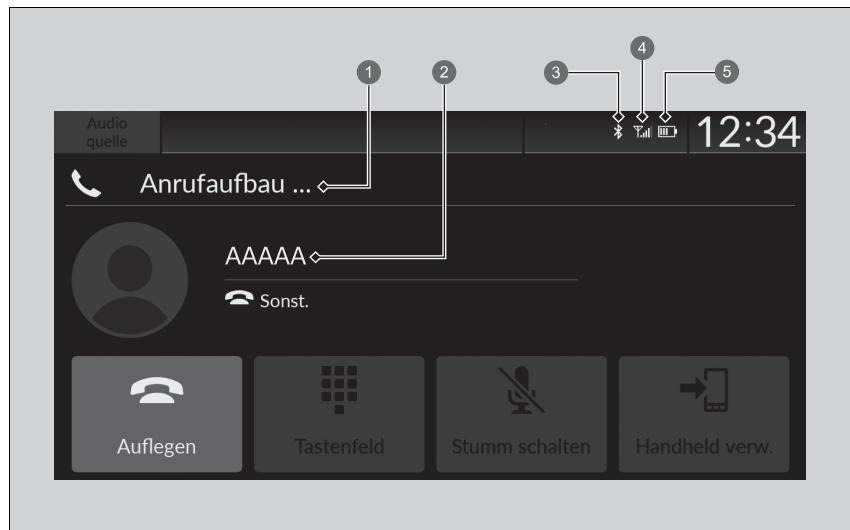 1
2
3
4
5
Audio
quelle
12:34
Anrufaufbau ...
AAAAA
Sonst.
Auflegen
Tastenfeld
Stumm schalten
Handheld verw.